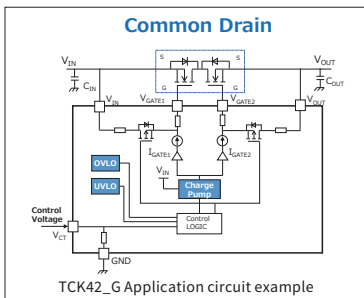 Common Drain
S S
VIN VOUT
CIN G G COUT
VIN VGATE1 VGATE2 VOUT
IGATE1 IGATE2
OVLO
VIN
UVLO
Charge
Pump
Control
Voltage
Control
LOGIC
VCT
GND
TCK42_G Application circuit example